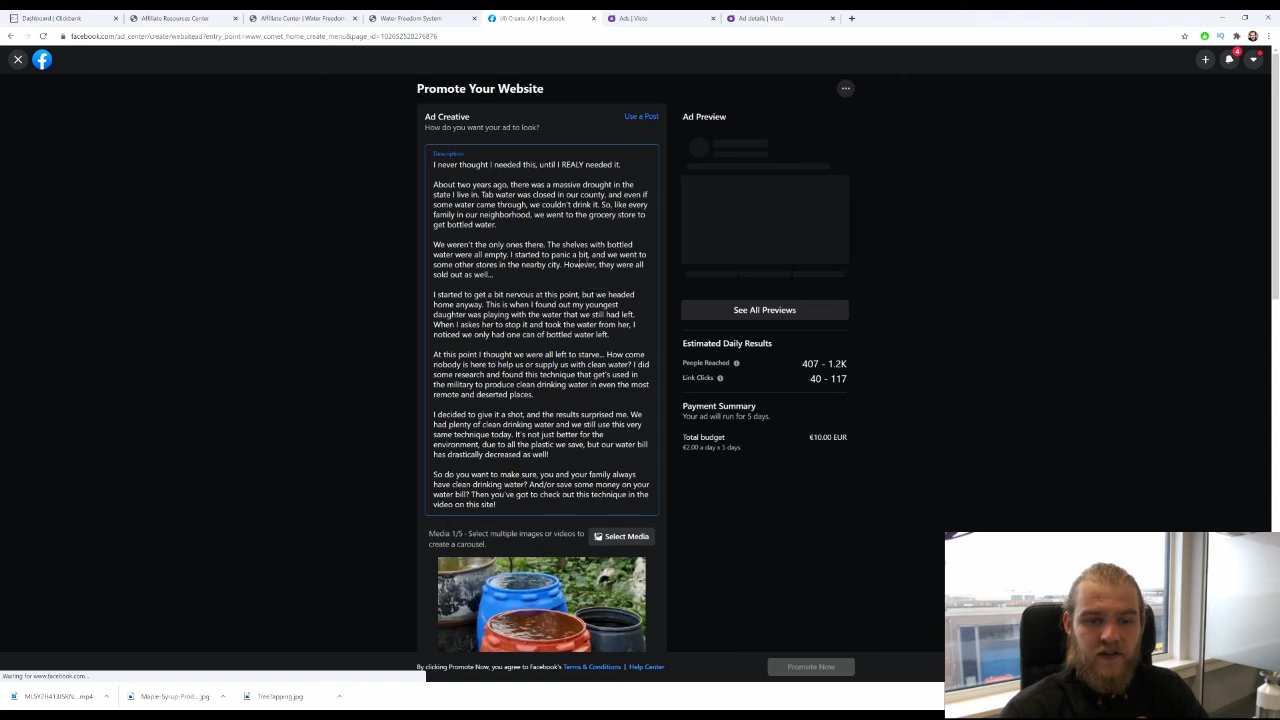 Dashboard | Clickbank
Affiliate Resources Center
Affiliate Center | Water Freedom
Water Freedom System
(4) Create Ad | Facebook
Ads | Visto
Ad details | Visto
facebook.com/ad_center/create/websitead?entry_point=www_comet_home_create_menu&page_id=102652528276876
4
Promote Your Website
Ad Creative
Use a Post
How do you want your ad to look?
Description
I never thought I needed this, until I REALY needed it.
About two years ago, there was a massive drought in the
state I live in. Tab water was closed in our county, and even if
some water came through, we couldn't drink it. So, like every
family in our neighborhood, we went to the grocery store to
get bottled water.
We weren't the only ones there. The shelves with bottled
water were all empty. I started to panic a bit, and we went to
some other stores in the nearby city. However, they were all
sold out as well...
I started to get a bit nervous at this point, but we headed
home anyway. This is when I found out my youngest
daughter was playing with the water that we still had left.
When I askes her to stop it and took the water from her, I
noticed we only had one can of bottled water left.
At this point I thought we were all left to starve... How come
nobody is here to help us or supply us with clean water? I did
some research and found this technique that get's used in
the military to produce clean drinking water in even the most
remote and deserted places.
I decided to give it a shot, and the results surprised me. We
had plenty of clean drinking water and we still use this very
same technique today. It's not just better for the
environment, due to all the plastic we save, but our water bill
has drastically decreased as well!
So do you want to make sure, you and your family always
have clean drinking water? And/or save some money on your
water bill? Then you've got to check out this technique in the
video on this site!
Media 1/5 · Select multiple images or videos to
create a carousel.
Select Media
Ad Preview
See All Previews
Estimated Daily Results
People Reached 407 - 1.2K
Link Clicks 40 - 117
Payment Summary
Your ad will run for 5 days.
Total budget €10.00 EUR
€2.00 a day x 5 days.
By clicking Promote Now, you agree to Facebook's Terms & Conditions | Help Center
Promote Now
Waiting for www.facebook.com...
Maple-Syrup-Prod....jpg
TreeTapping.jpg